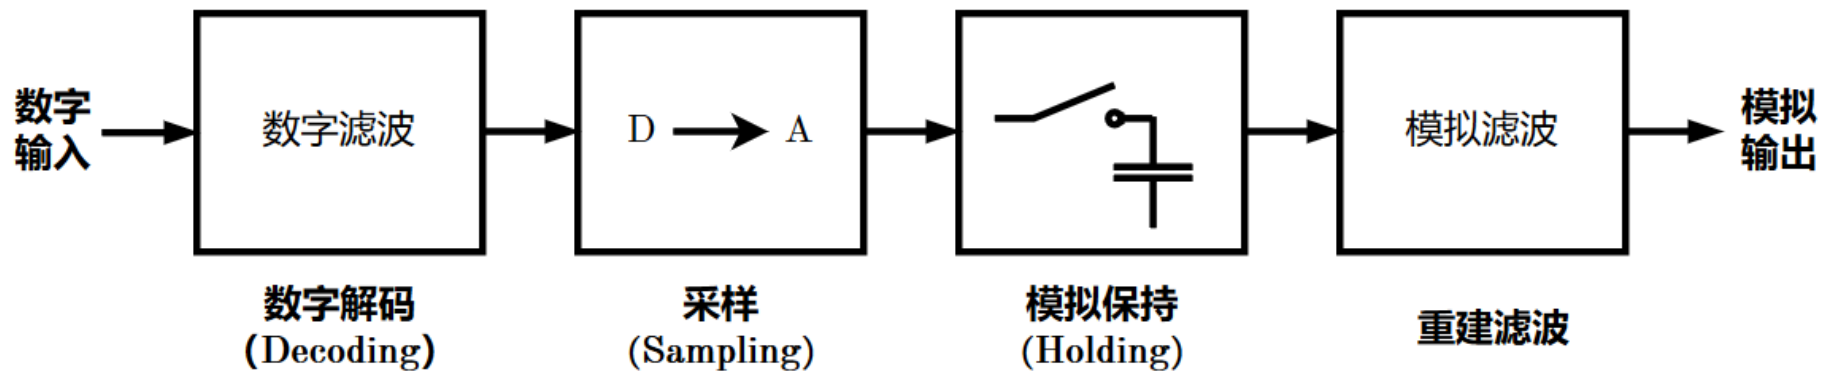 数字
输入
数字滤波
D
A
模拟滤波
模拟
输出
数字解码
(Decoding)
采样
(Sampling)
模拟保持
(Holding)
重建滤波